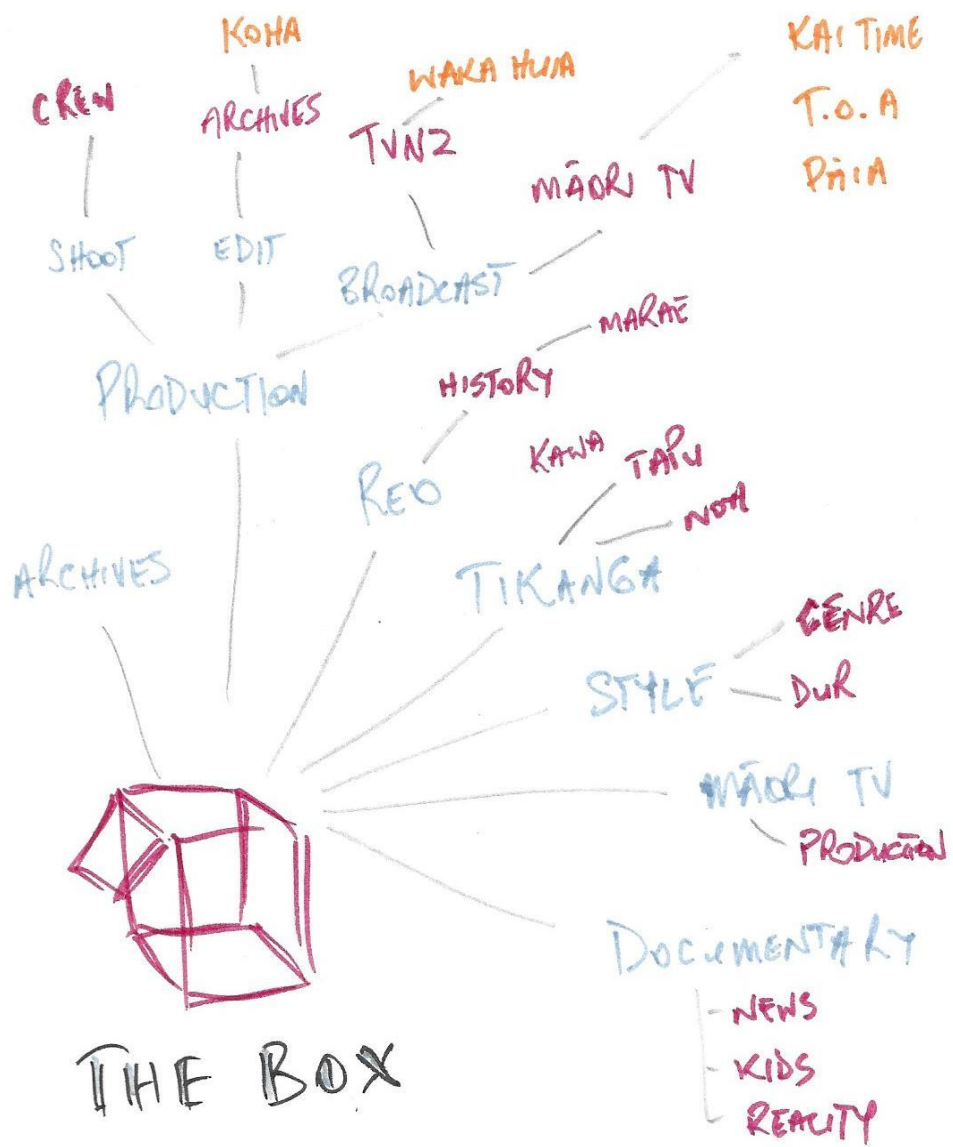 KOHA
KAI TIME
CREW
ARCHIVES
WAKA HUIA
T.O.A
TVNZ
MĀORI TV
PĀIA
SHOOT
EDIT
BROADCAST
MARAE
PRODUCTION
HISTORY
KAWA
TAPU
REO
NOA
ARCHIVES
TIKANGA
GENRE
STYLE
DUR
MĀORI TV
PRODUCTION
DOCUMENTARY
- NEWS
- KIDS
- REALITY
THE BOX